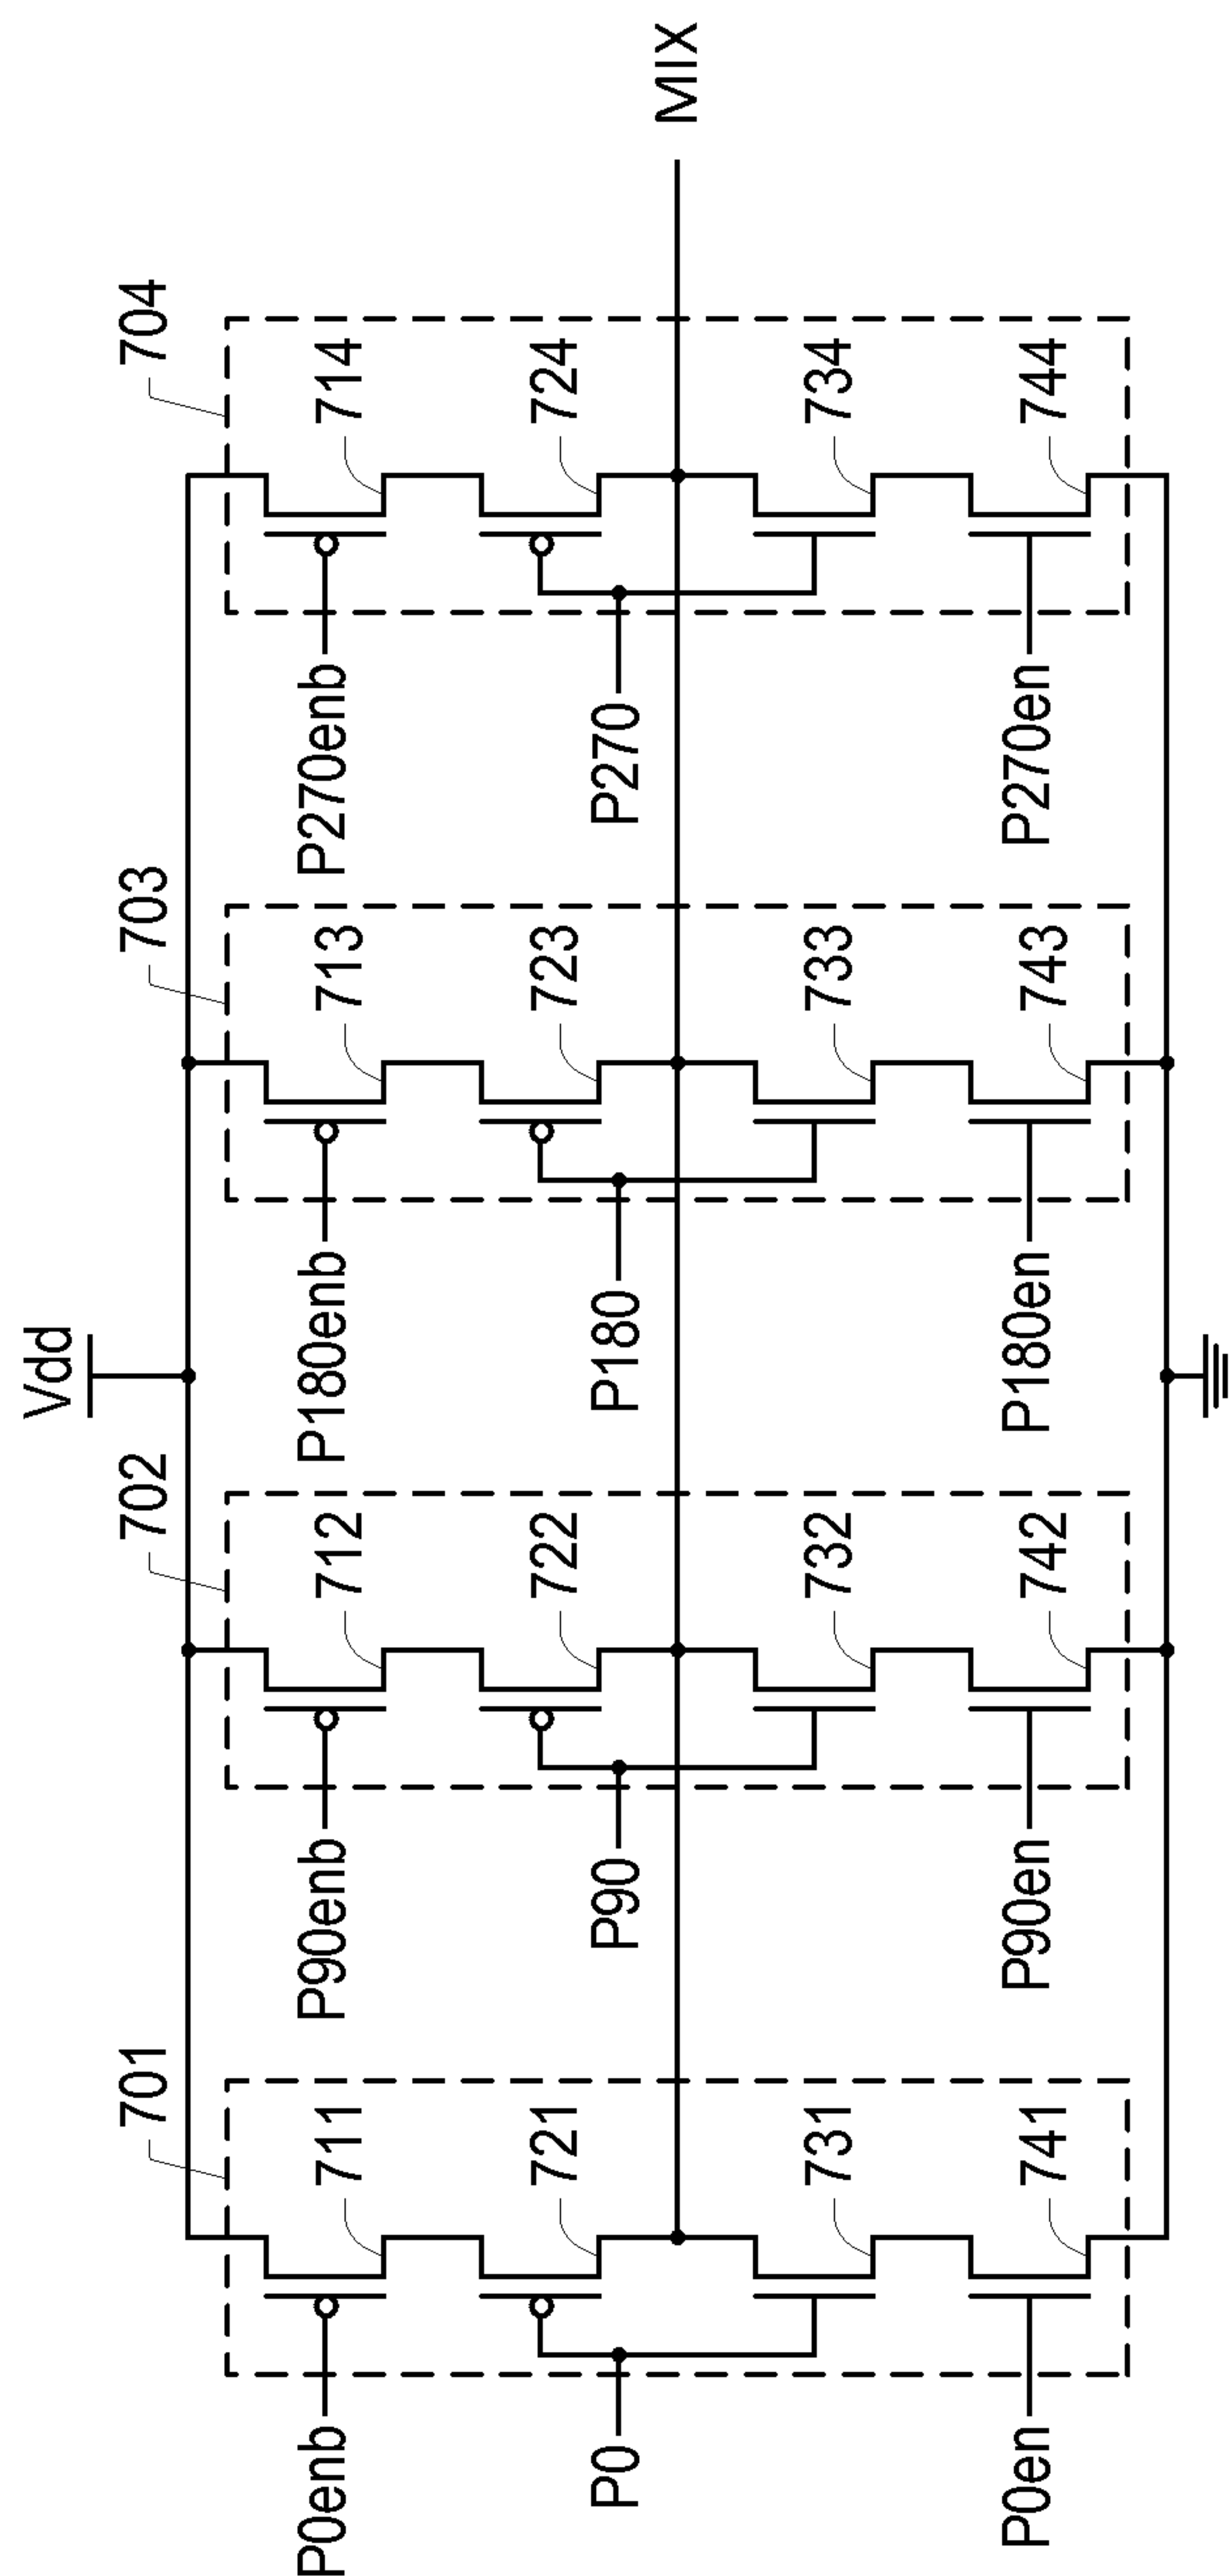 Vdd
701
702
703
704
P0enb
711
P90enb
712
P180enb
713
P270enb
714
721
722
723
724
P0
P90
P180
P270
MIX
731
732
733
734
P0en
741
P90en
742
P180en
743
P270en
744